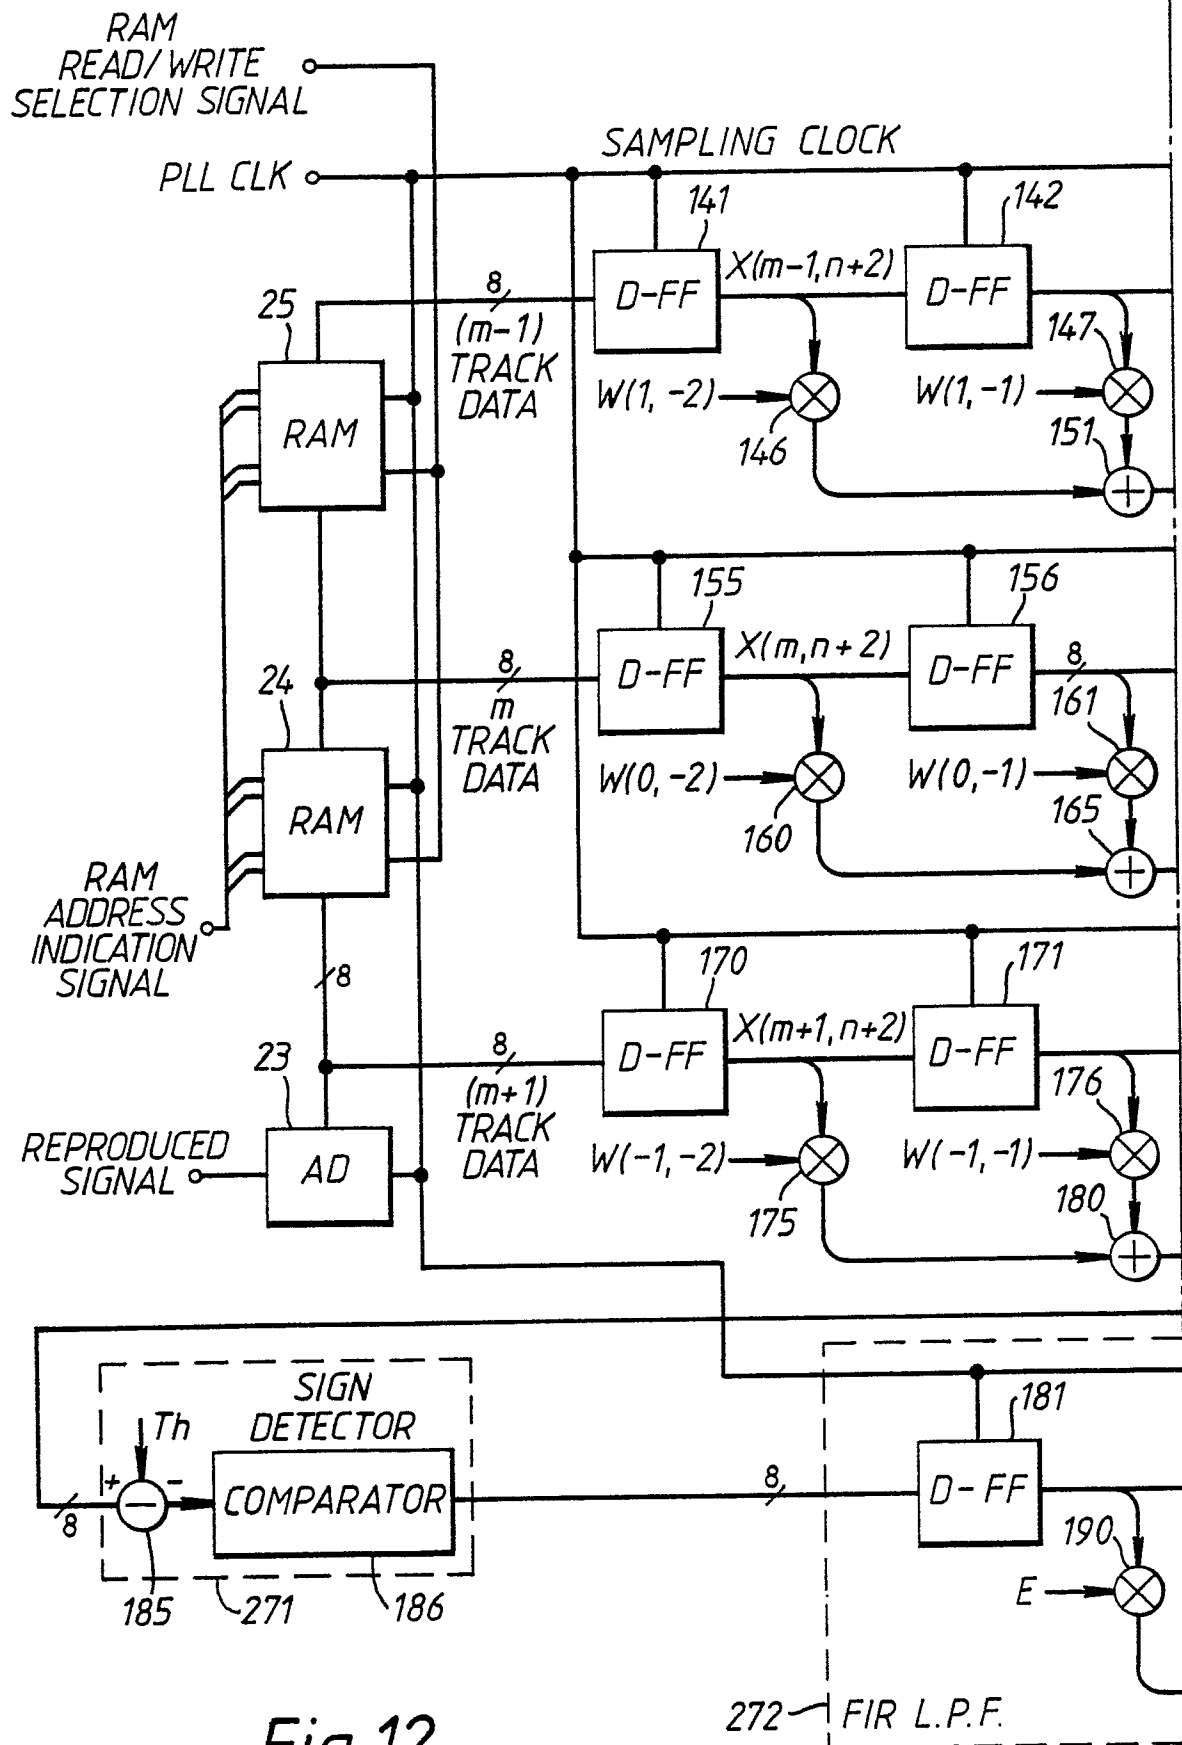 RAM
READ/WRITE
SELECTION SIGNAL
SAMPLING CLOCK
PLL CLK
141
142
25
8
(m-1)
TRACK
DATA
D-FF
X(m-1,n+2)
D-FF
147
RAM
W(1,-2)
146
W(1,-1)
151
155
156
24
8
m
TRACK
DATA
D-FF
X(m,n+2)
D-FF
8
161
RAM
W(0,-2)
160
W(0,-1)
165
RAM
ADDRESS
INDICATION
SIGNAL
8
170
171
23
8
(m+1)
TRACK
DATA
D-FF
X(m+1,n+2)
D-FF
176
REPRODUCED
SIGNAL
AD
W(-1,-2)
175
W(-1,-1)
180
SIGN
DETECTOR
Th
+
-
COMPARATOR
8
185
271
186
8
181
D-FF
190
E
272
FIR L.P.F.
Fig.12